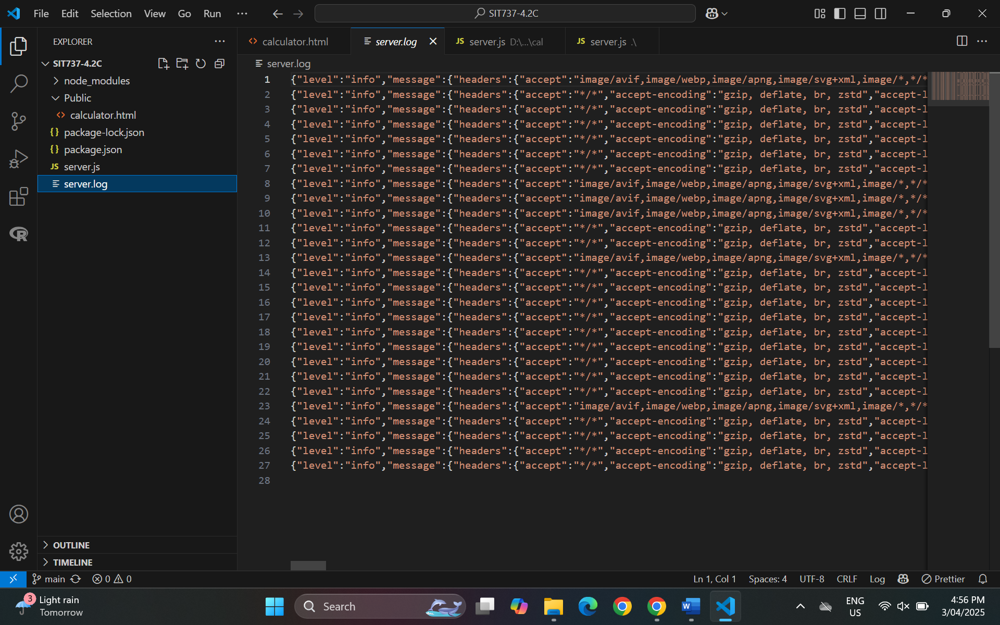 File Edit Selection View Go Run ··· SIT737-4.2C
EXPLORER
SIT737-4.2C
node_modules
Public
<> calculator.html
{} package-lock.json
{} package.json
JS server.js
server.log
OUTLINE
TIMELINE
<> calculator.html server.log JS server.js D:\...\cal JS server.js .\
server.log
1 {"level":"info","message":{"headers":{"accept":"image/avif,image/webp,image/apng,image/svg+xml,image/*,*/*
2 {"level":"info","message":{"headers":{"accept":"*/*","accept-encoding":"gzip, deflate, br, zstd","accept-l
3 {"level":"info","message":{"headers":{"accept":"*/*","accept-encoding":"gzip, deflate, br, zstd","accept-l
4 {"level":"info","message":{"headers":{"accept":"*/*","accept-encoding":"gzip, deflate, br, zstd","accept-l
5 {"level":"info","message":{"headers":{"accept":"*/*","accept-encoding":"gzip, deflate, br, zstd","accept-l
6 {"level":"info","message":{"headers":{"accept":"*/*","accept-encoding":"gzip, deflate, br, zstd","accept-l
7 {"level":"info","message":{"headers":{"accept":"*/*","accept-encoding":"gzip, deflate, br, zstd","accept-l
8 {"level":"info","message":{"headers":{"accept":"image/avif,image/webp,image/apng,image/svg+xml,image/*,*/*
9 {"level":"info","message":{"headers":{"accept":"image/avif,image/webp,image/apng,image/svg+xml,image/*,*/*
10 {"level":"info","message":{"headers":{"accept":"image/avif,image/webp,image/apng,image/svg+xml,image/*,*/*
11 {"level":"info","message":{"headers":{"accept":"*/*","accept-encoding":"gzip, deflate, br, zstd","accept-l
12 {"level":"info","message":{"headers":{"accept":"*/*","accept-encoding":"gzip, deflate, br, zstd","accept-l
13 {"level":"info","message":{"headers":{"accept":"image/avif,image/webp,image/apng,image/svg+xml,image/*,*/*
14 {"level":"info","message":{"headers":{"accept":"*/*","accept-encoding":"gzip, deflate, br, zstd","accept-l
15 {"level":"info","message":{"headers":{"accept":"*/*","accept-encoding":"gzip, deflate, br, zstd","accept-l
16 {"level":"info","message":{"headers":{"accept":"*/*","accept-encoding":"gzip, deflate, br, zstd","accept-l
17 {"level":"info","message":{"headers":{"accept":"*/*","accept-encoding":"gzip, deflate, br, zstd","accept-l
18 {"level":"info","message":{"headers":{"accept":"*/*","accept-encoding":"gzip, deflate, br, zstd","accept-l
19 {"level":"info","message":{"headers":{"accept":"*/*","accept-encoding":"gzip, deflate, br, zstd","accept-l
20 {"level":"info","message":{"headers":{"accept":"*/*","accept-encoding":"gzip, deflate, br, zstd","accept-l
21 {"level":"info","message":{"headers":{"accept":"*/*","accept-encoding":"gzip, deflate, br, zstd","accept-l
22 {"level":"info","message":{"headers":{"accept":"*/*","accept-encoding":"gzip, deflate, br, zstd","accept-l
23 {"level":"info","message":{"headers":{"accept":"image/avif,image/webp,image/apng,image/svg+xml,image/*,*/*
24 {"level":"info","message":{"headers":{"accept":"*/*","accept-encoding":"gzip, deflate, br, zstd","accept-l
25 {"level":"info","message":{"headers":{"accept":"*/*","accept-encoding":"gzip, deflate, br, zstd","accept-l
26 {"level":"info","message":{"headers":{"accept":"*/*","accept-encoding":"gzip, deflate, br, zstd","accept-l
27 {"level":"info","message":{"headers":{"accept":"*/*","accept-encoding":"gzip, deflate, br, zstd","accept-l
28
main 0 0 Ln 1, Col 1 Spaces: 4 UTF-8 CRLF Log Prettier
3 Light rain
Tomorrow
Search
ENG
US
4:56 PM
3/04/2025